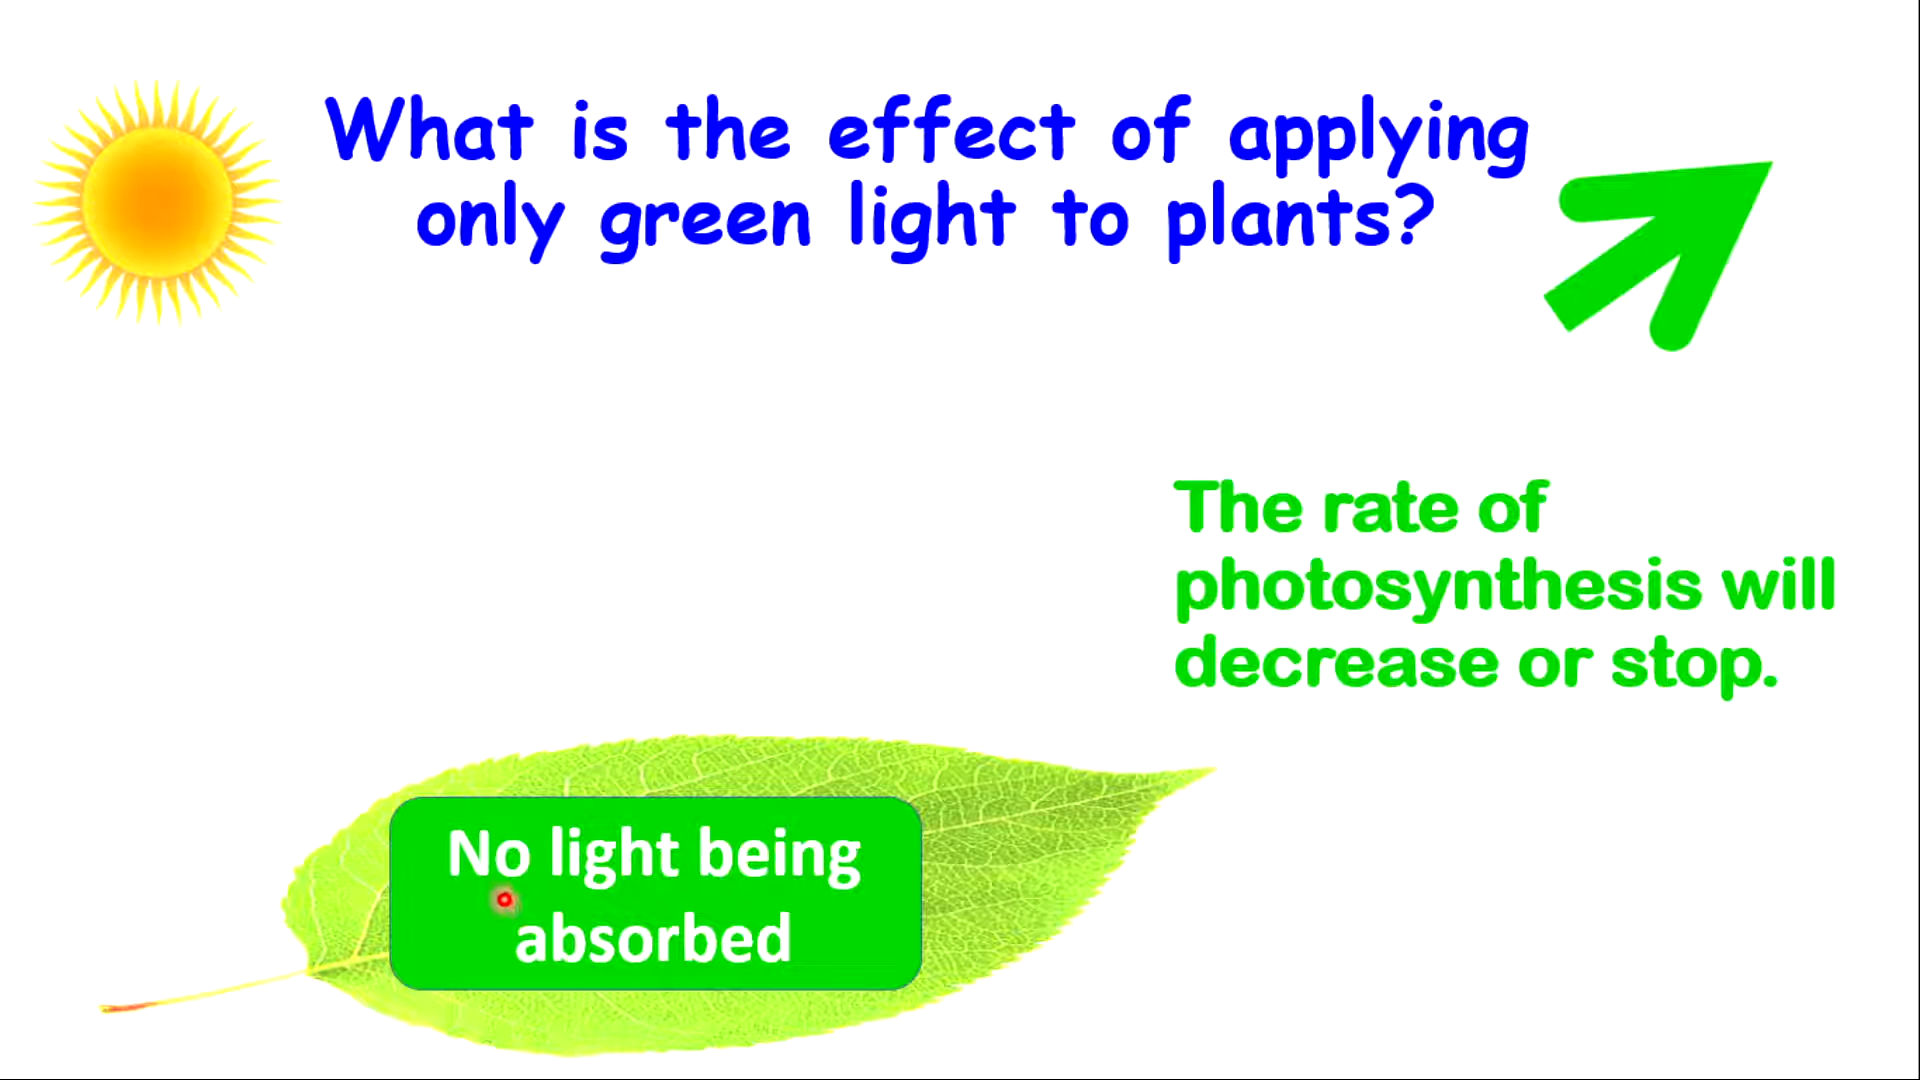 What is the effect of applying
only green light to plants?
The rate of
photosynthesis will
decrease or stop.
No light being
absorbed